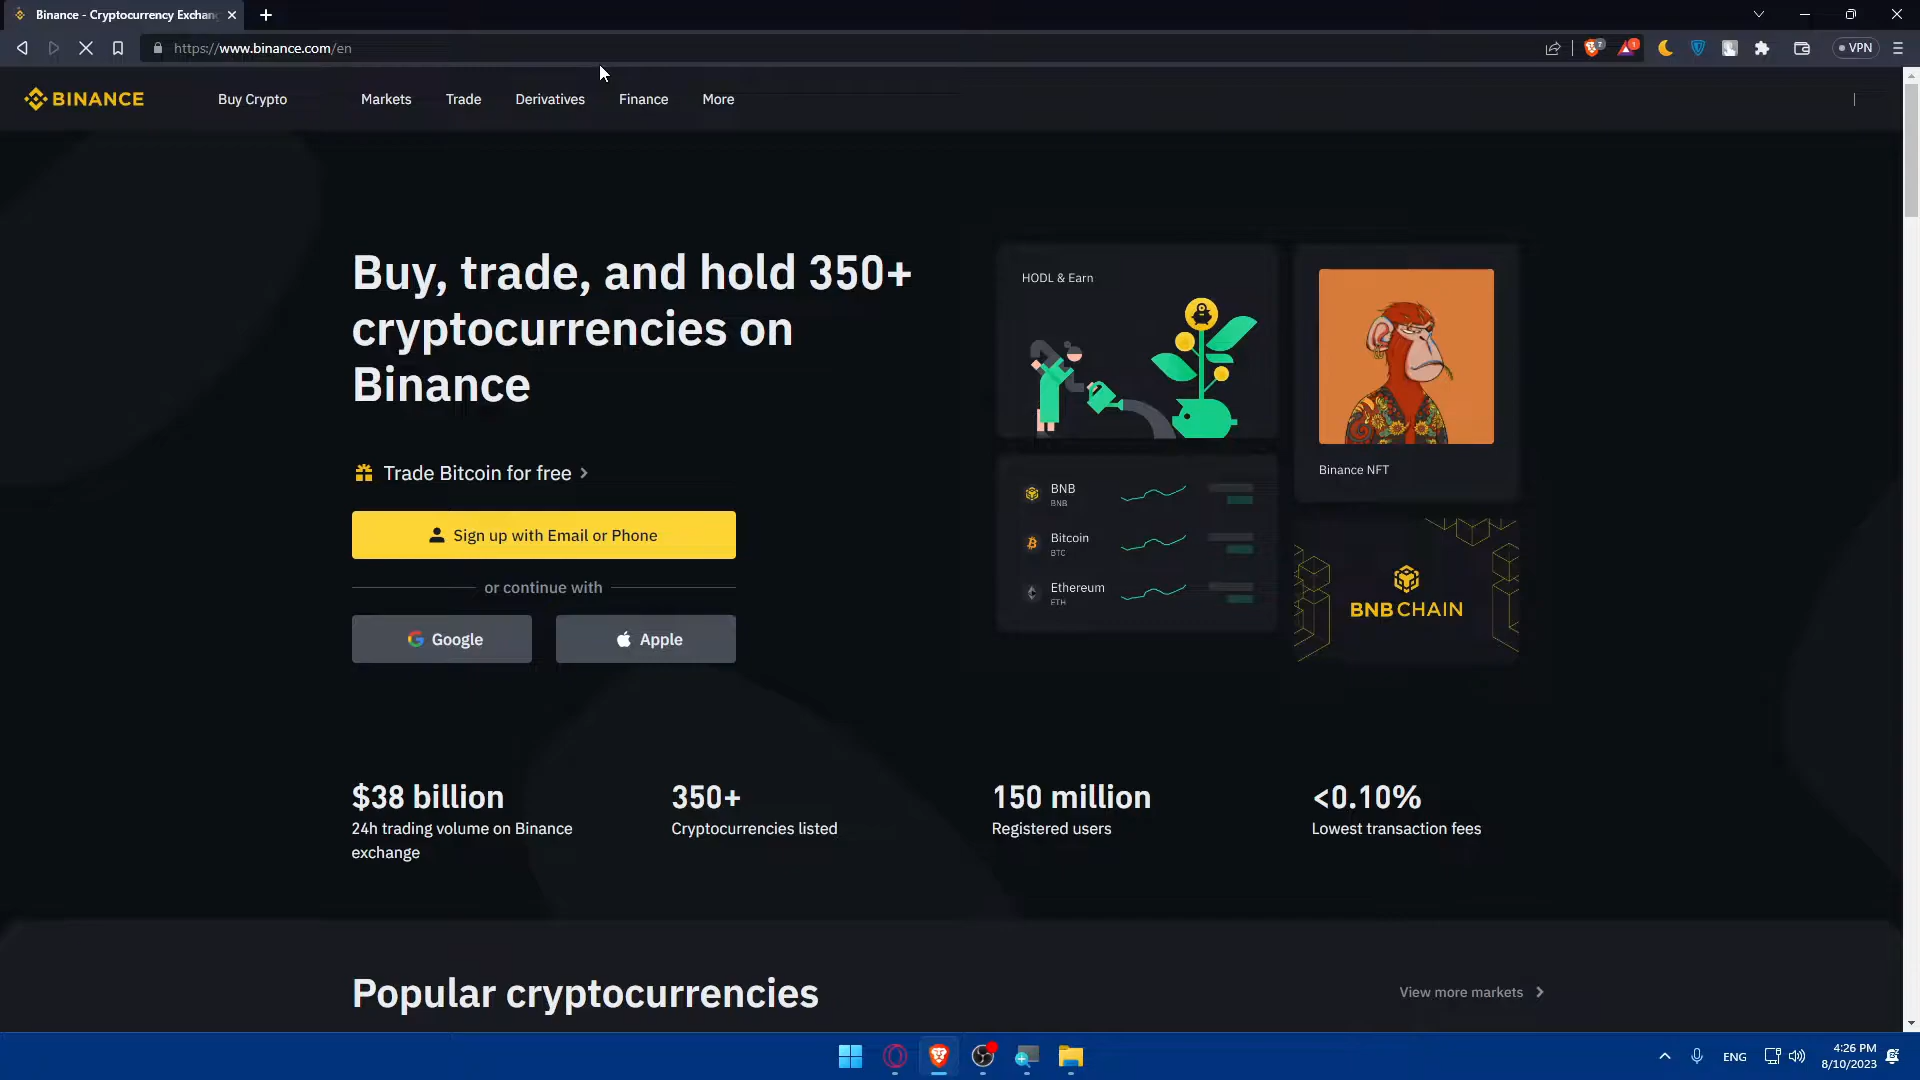 Binance - Cryptocurrency Exchan
https://www.binance.com/en
7
1
VPN
BINANCE
Buy Crypto
Markets
Trade
Derivatives
Finance
More
Buy, trade, and hold 350+
cryptocurrencies on
Binance
Trade Bitcoin for free
Sign up with Email or Phone
or continue with
Google
Apple
HODL & Earn
BNB
BNB
Bitcoin
BTC
Ethereum
ETH
Binance NFT
BNB CHAIN
$38 billion
24h trading volume on Binance
exchange
350+
Cryptocurrencies listed
150 million
Registered users
<0.10%
Lowest transaction fees
Popular cryptocurrencies
View more markets
ENG
4:26 PM
8/10/2023